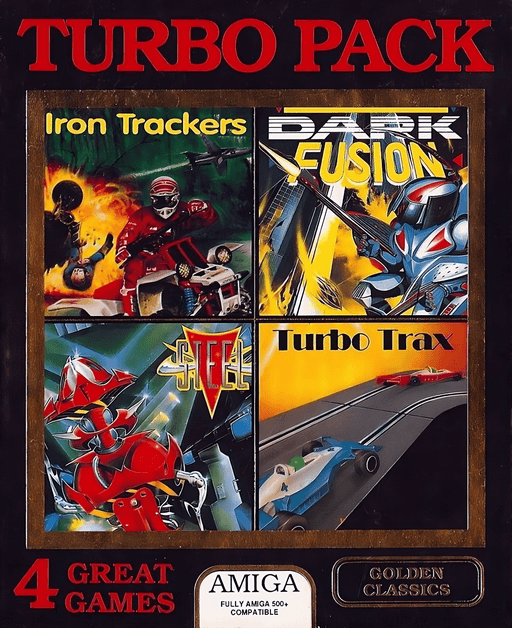 TURBO PACK
Iron Trackers
DARK
FUSION
STEEL
Turbo Trax
4
4 GREAT
GAMES
AMIGA
FULLY AMIGA 500+
COMPATIBLE
GOLDEN
CLASSICS